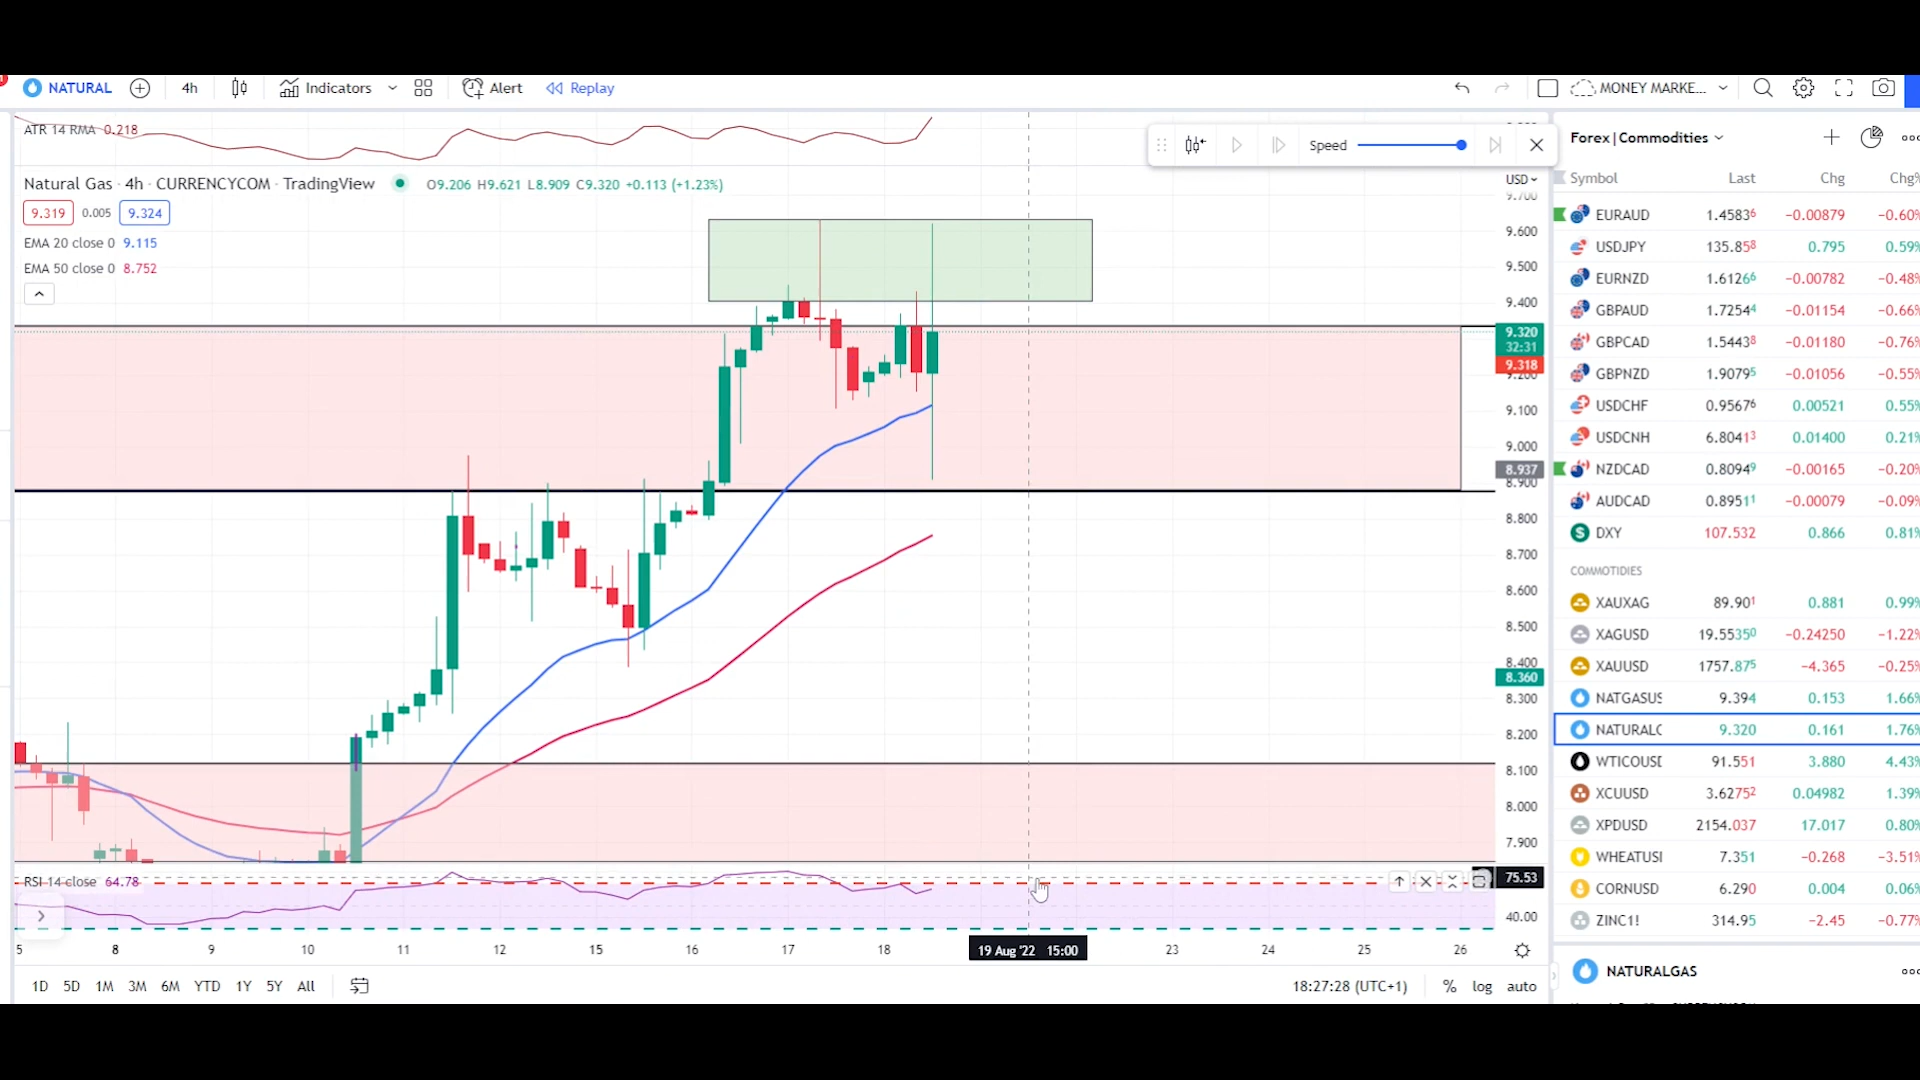 NATURAL 4h Indicators Alert Replay MONEY MARKE...
ATR 14 RMA 0.218
Speed
Natural Gas · 4h · CURRENCYCOM · TradingView O9.206 H9.621 L8.909 C9.320 +0.113 (+1.23%)
9.319 0.005 9.324
EMA 20 close 0 9.115
EMA 50 close 0 8.752
USD
9.700
9.600
9.500
9.400
9.320
32:31
9.318
9.200
9.100
9.000
8.937
8.900
8.800
8.700
8.600
8.500
8.400
8.360
8.300
8.200
8.100
8.000
7.900
RSI 14 close 64.78
75.53
40.00
5 8 9 10 11 12 15 16 17 18 19 Aug '22 15:00 23 24 25 26
1D 5D 1M 3M 6M YTD 1Y 5Y All 18:27:28 (UTC+1) % log auto
Forex|Commodities
Symbol Last Chg Chg%
EURAUD 1.45836 −0.00879 −0.60%
USDJPY 135.858 0.795 0.59%
EURNZD 1.61266 −0.00782 −0.48%
GBPAUD 1.72544 −0.01154 −0.66%
GBPCAD 1.54438 −0.01180 −0.76%
GBPNZD 1.90795 −0.01056 −0.55%
USDCHF 0.95676 0.00521 0.55%
USDCNH 6.80413 0.01400 0.21%
NZDCAD 0.80949 −0.00165 −0.20%
AUDCAD 0.89511 −0.00079 −0.09%
DXY 107.532 0.866 0.81%
COMMOTIDIES
XAUXAG 89.901 0.881 0.99%
XAGUSD 19.55350 −0.24250 −1.22%
XAUUSD 1757.875 −4.365 −0.25%
NATGASUS 9.394 0.153 1.66%
NATURALG 9.320 0.161 1.76%
WTICOUSD 91.551 3.880 4.43%
XCUUSD 3.62752 0.04982 1.39%
XPDUSD 2154.037 17.017 0.80%
WHEATUSI 7.351 −0.268 −3.51%
CORNUSD 6.290 0.004 0.06%
ZINC1! 314.95 −2.45 −0.77%
NATURALGAS